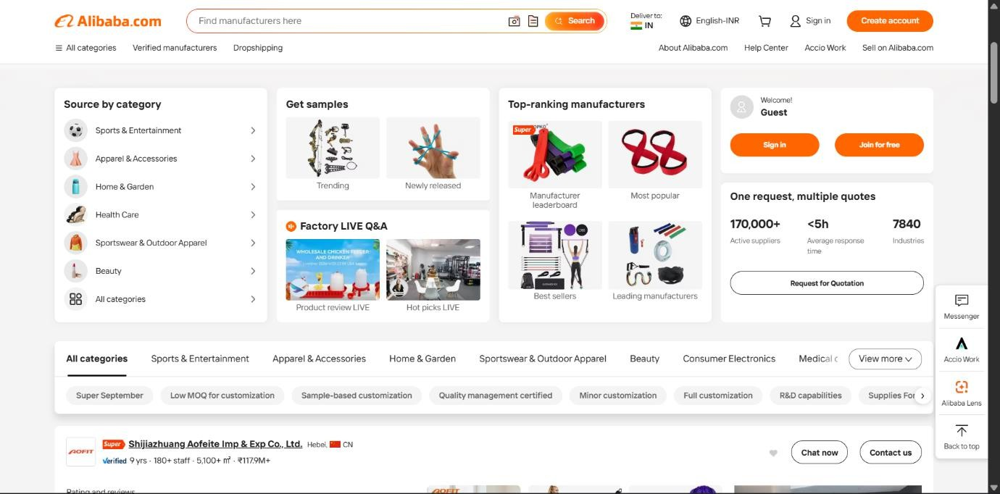 Alibaba.com
Find manufacturers here
Search
Deliver to:
IN
English-INR
Sign in
Create account
All categories
Verified manufacturers
Dropshipping
About Alibaba.com
Help Center
Accio Work
Sell on Alibaba.com
Source by category
Sports & Entertainment
Apparel & Accessories
Home & Garden
Health Care
Sportswear & Outdoor Apparel
Beauty
All categories
Get samples
Trending
Newly released
Factory LIVE Q&A
WHOLESALE CHICKEN FEEDER
AND DRINKER
Product review LIVE
Hot picks LIVE
Top-ranking manufacturers
Super
Manufacturer
leaderboard
Most popular
Best sellers
Leading manufacturers
Welcome!
Guest
Sign in
Join for free
One request, multiple quotes
170,000+
Active suppliers
<5h
Average response
time
7840
Industries
Request for Quotation
Messenger
Accio Work
Alibaba Lens
Back to top
All categories
Sports & Entertainment
Apparel & Accessories
Home & Garden
Sportswear & Outdoor Apparel
Beauty
Consumer Electronics
Medical
View more
Super September
Low MOQ for customization
Sample-based customization
Quality management certified
Minor customization
Full customization
R&D capabilities
Supplies For
AOFIT
Super
Shijiazhuang Aofeite Imp & Exp Co., Ltd.
Hebei, CN
Verified 9 yrs · 180+ staff · 5,100+ ㎡ · ₹117.9M+
Chat now
Contact us
Rating and reviews
AOFIT